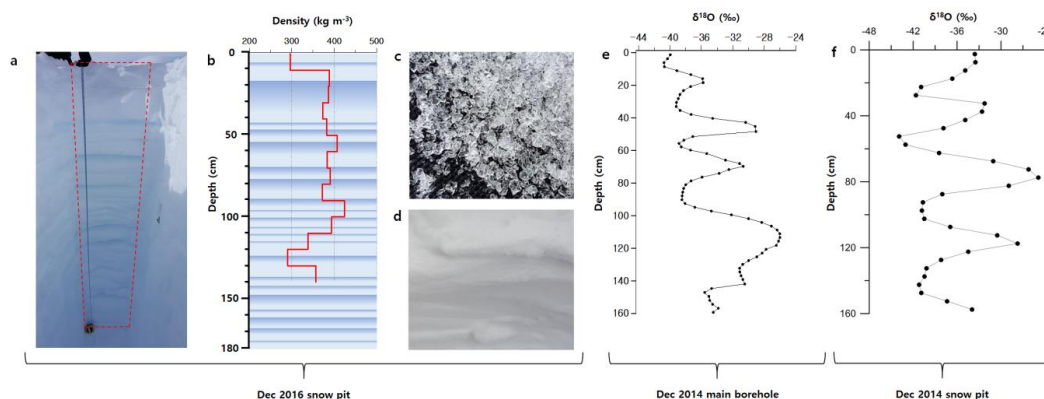 Density (kg m-3)
200 300 400 500
a
b
c
d
e
f
0
50
100
150
180
Depth (cm)
δ18O (‰)
-44 -40 -36 -32 -28 -24
0
20
40
60
80
100
120
140
160
Depth (cm)
δ18O (‰)
-48 -42 -36 -30
0
40
80
120
160
Depth (cm)
Dec 2016 snow pit
Dec 2014 main borehole
Dec 2014 snow pit